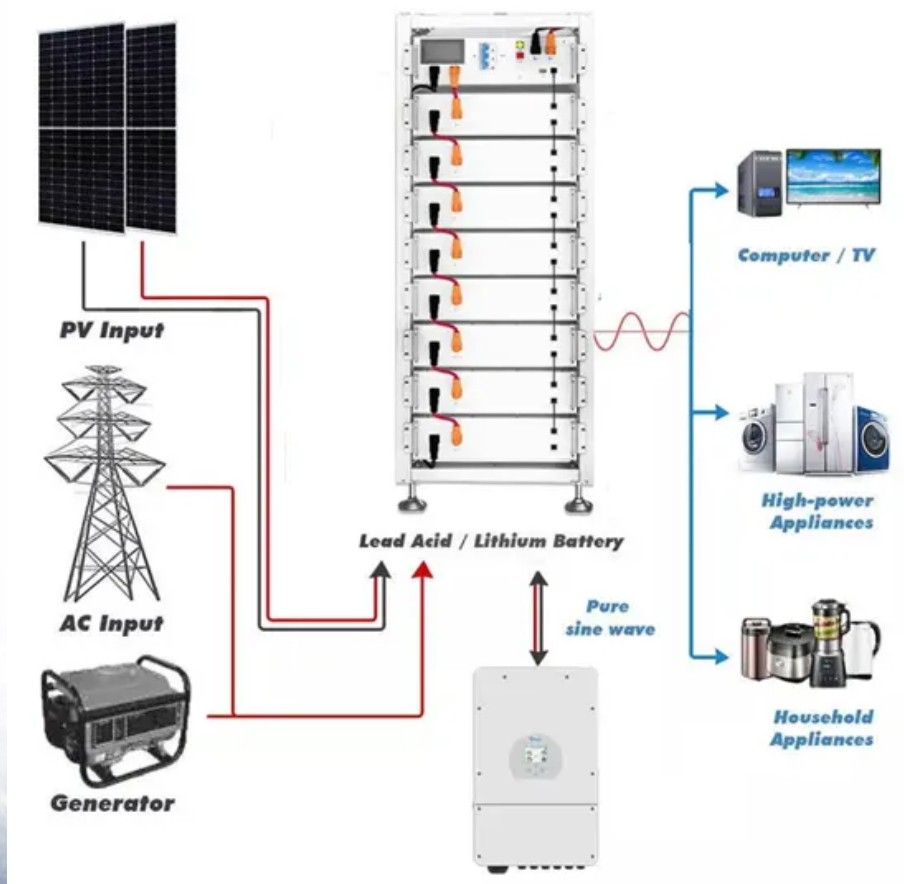 PV Input
AC Input
Generator
Lead Acid / Lithium Battery
Pure
sine wave
Computer / TV
High-power
Appliances
Household
Appliances